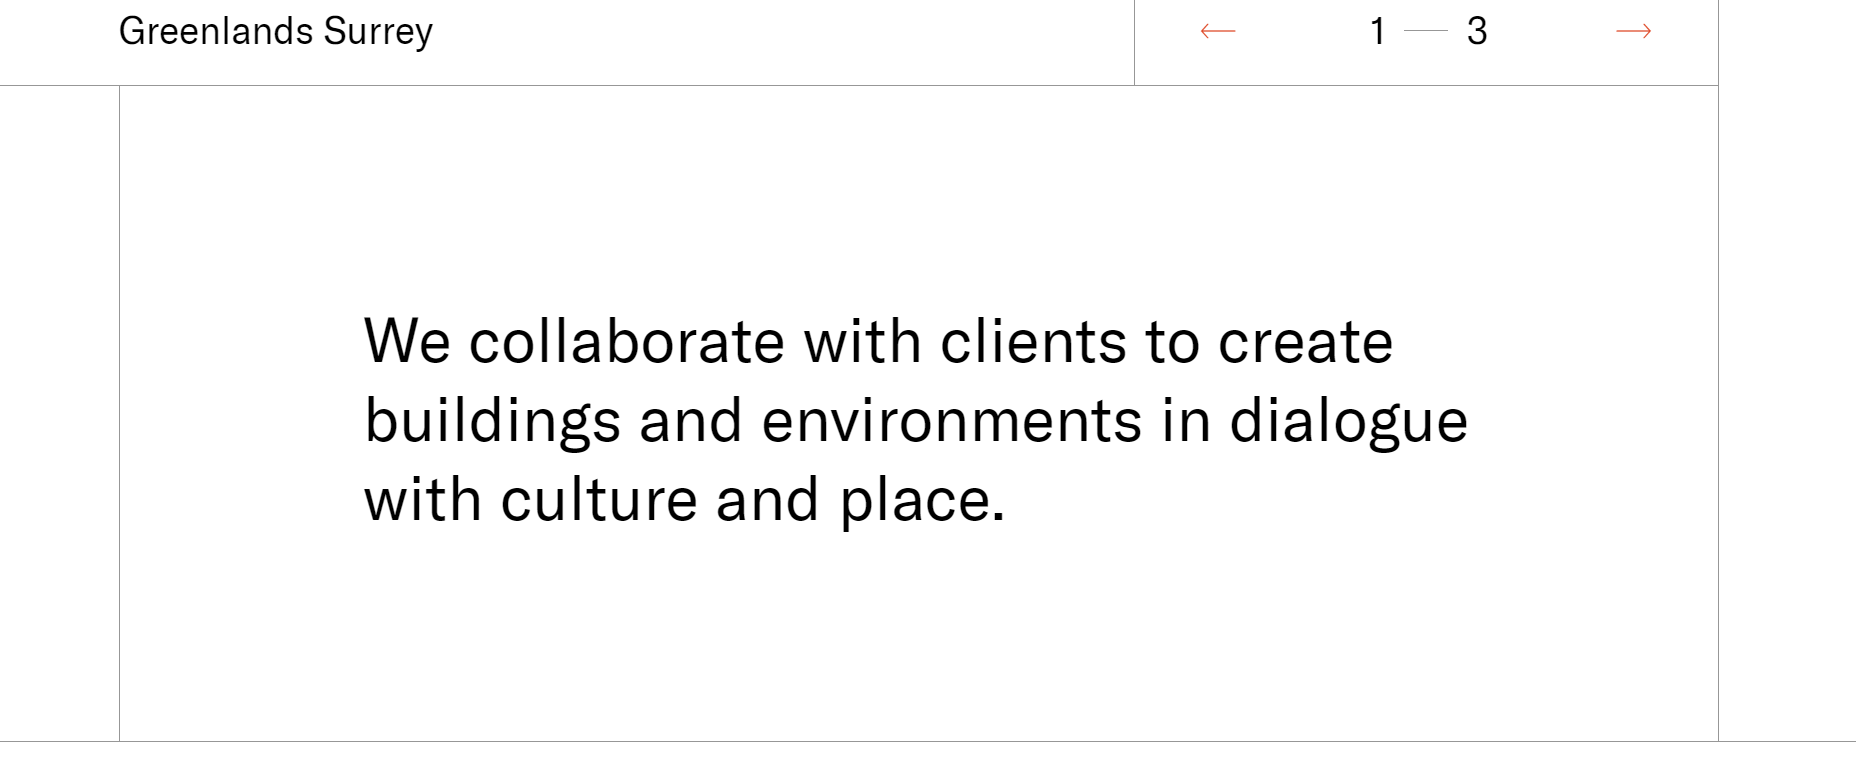 Greenlands Surrey
1 — 3
We collaborate with clients to create
buildings and environments in dialogue
with culture and place.